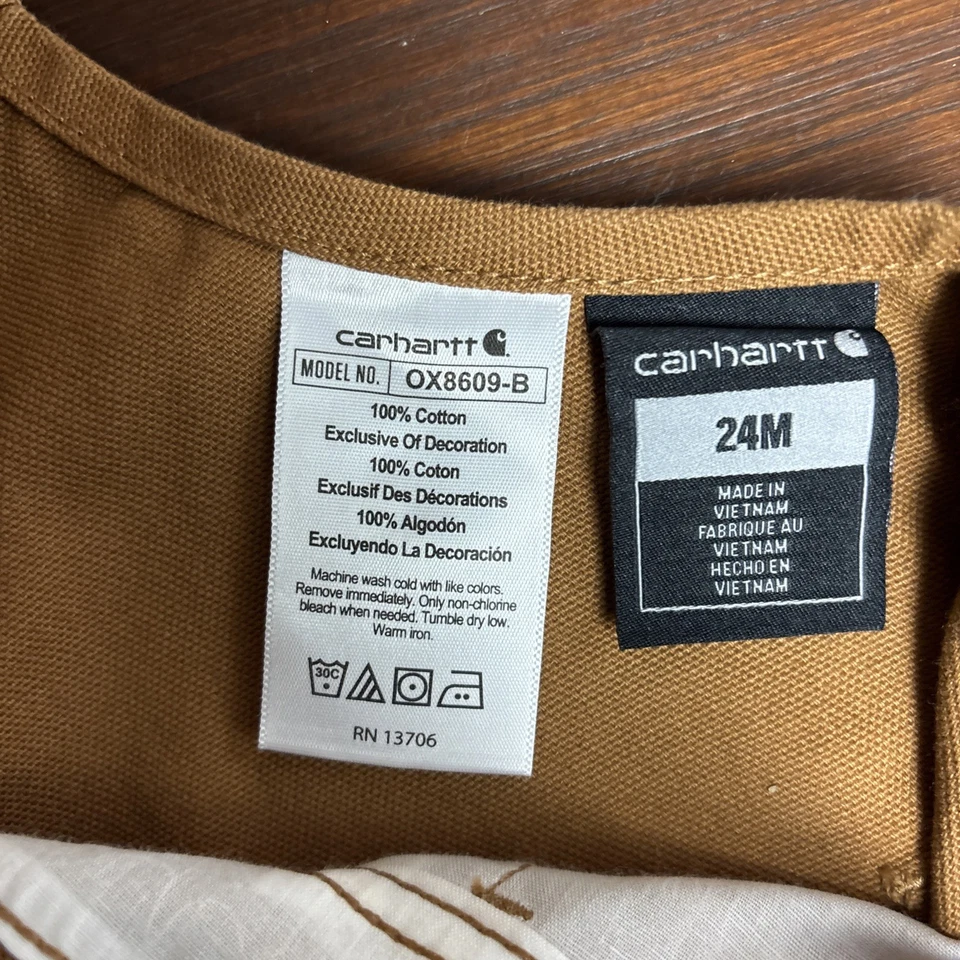 carhartt
MODEL NO. OX8609-B
100% Cotton
Exclusive Of Decoration
100% Coton
Exclusif Des Décorations
100% Algodón
Excluyendo La Decoración
Machine wash cold with like colors.
Remove immediately. Only non-chlorine
bleach when needed. Tumble dry low.
Warm iron.
30C
RN 13706
carhartt
24M
MADE IN
VIETNAM
FABRIQUE AU
VIETNAM
HECHO EN
VIETNAM